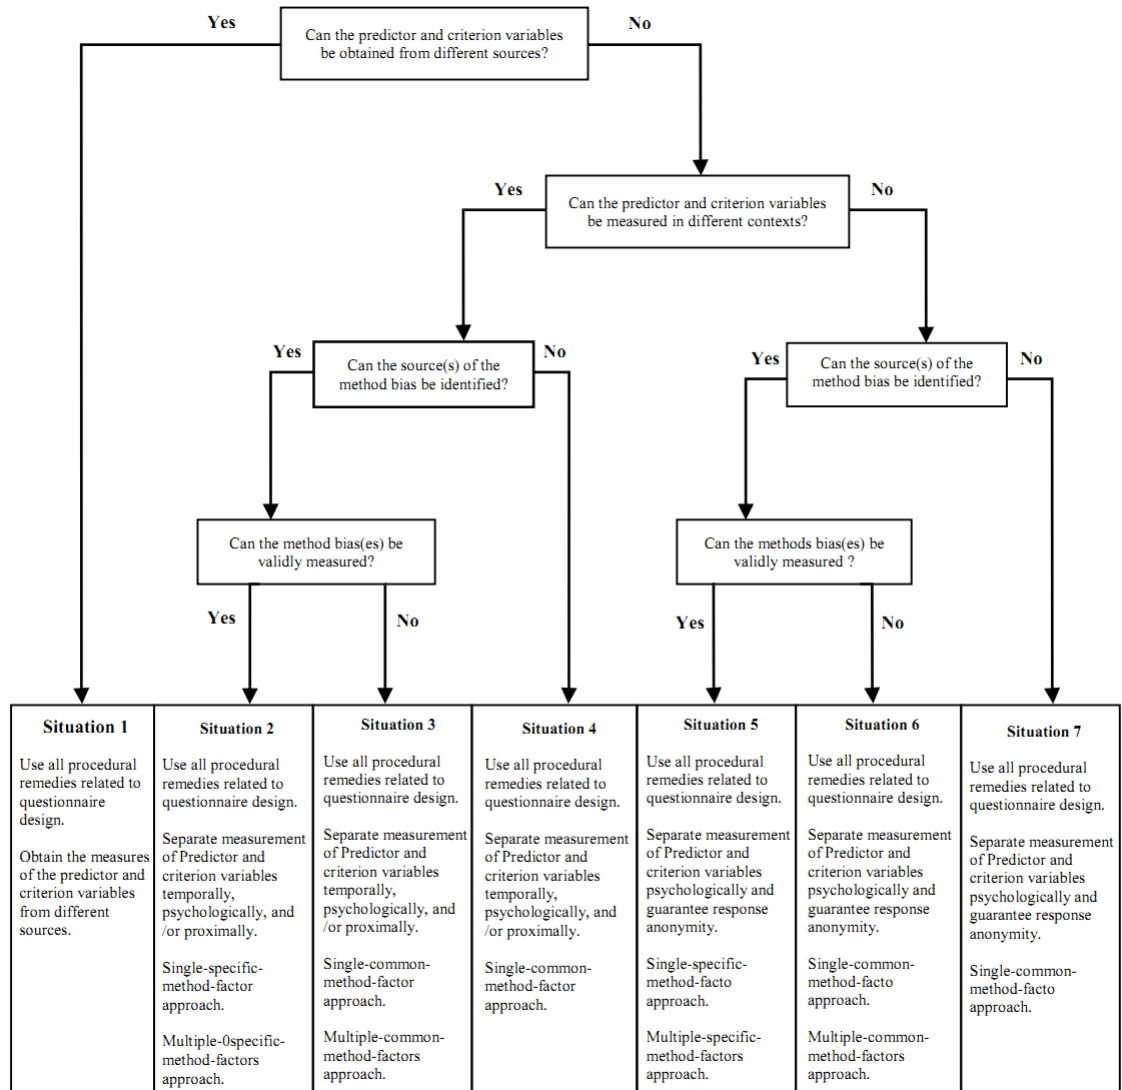 Yes
No
Can the predictor and criterion variables
be obtained from different sources?
Yes
No
Can the predictor and criterion variables
be measured in different contexts?
Yes
No
Can the source(s) of the
method bias be identified?
Yes
No
Can the source(s) of the
method bias be identified?
Can the method bias(es) be
validly measured?
Can the methods bias(es) be
validly measured ?
Yes
No
Yes
No
Situation 1
Use all procedural
remedies related to
questionnaire
design.
Obtain the measures
of the predictor and
criterion variables
from different
sources.
Situation 2
Use all procedural
remedies related to
questionnaire design.
Separate measurement
of Predictor and
criterion variables
temporally,
psychologically, and
/or proximally.
Single-specific-
method-factor
approach.
Multiple-0specific-
method-factors
approach.
Situation 3
Use all procedural
remedies related to
questionnaire design.
Separate measurement
of Predictor and
criterion variables
temporally,
psychologically, and
/or proximally.
Single-common-
method-factor
approach.
Multiple-common-
method-factors
approach.
Situation 4
Use all procedural
remedies related to
questionnaire design.
Separate measurement
of Predictor and
criterion variables
temporally,
psychologically, and
/or proximally.
Single-common-
method-factor
approach.
Situation 5
Use all procedural
remedies related to
questionnaire design.
Separate measurement
of Predictor and
criterion variables
psychologically and
guarantee response
anonymity.
Single-specific-
method-facto
approach.
Multiple-specific-
method-factors
approach.
Situation 6
Use all procedural
remedies related to
questionnaire design.
Separate measurement
of Predictor and
criterion variables
psychologically and
guarantee response
anonymity.
Single-common-
method-facto
approach.
Multiple-common-
method-factors
approach.
Situation 7
Use all procedural
remedies related to
questionnaire design.
Separate measurement
of Predictor and
criterion variables
psychologically and
guarantee response
anonymity.
Single-common-
method-facto
approach.